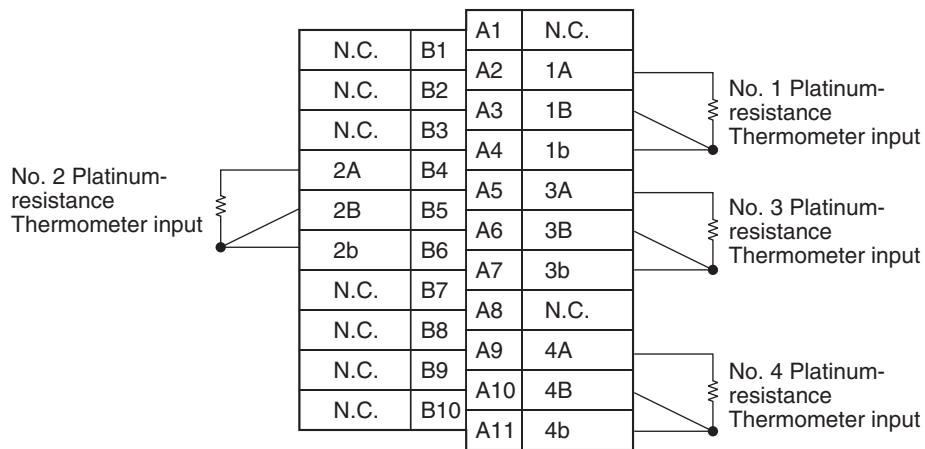 No. 2 Platinum-
resistance
Thermometer input
N.C. B1
N.C. B2
N.C. B3
2A B4
2B B5
2b B6
N.C. B7
N.C. B8
N.C. B9
N.C. B10
A1 N.C.
A2 1A
A3 1B
A4 1b
A5 3A
A6 3B
A7 3b
A8 N.C.
A9 4A
A10 4B
A11 4b
No. 1 Platinum-
resistance
Thermometer input
No. 3 Platinum-
resistance
Thermometer input
No. 4 Platinum-
resistance
Thermometer input